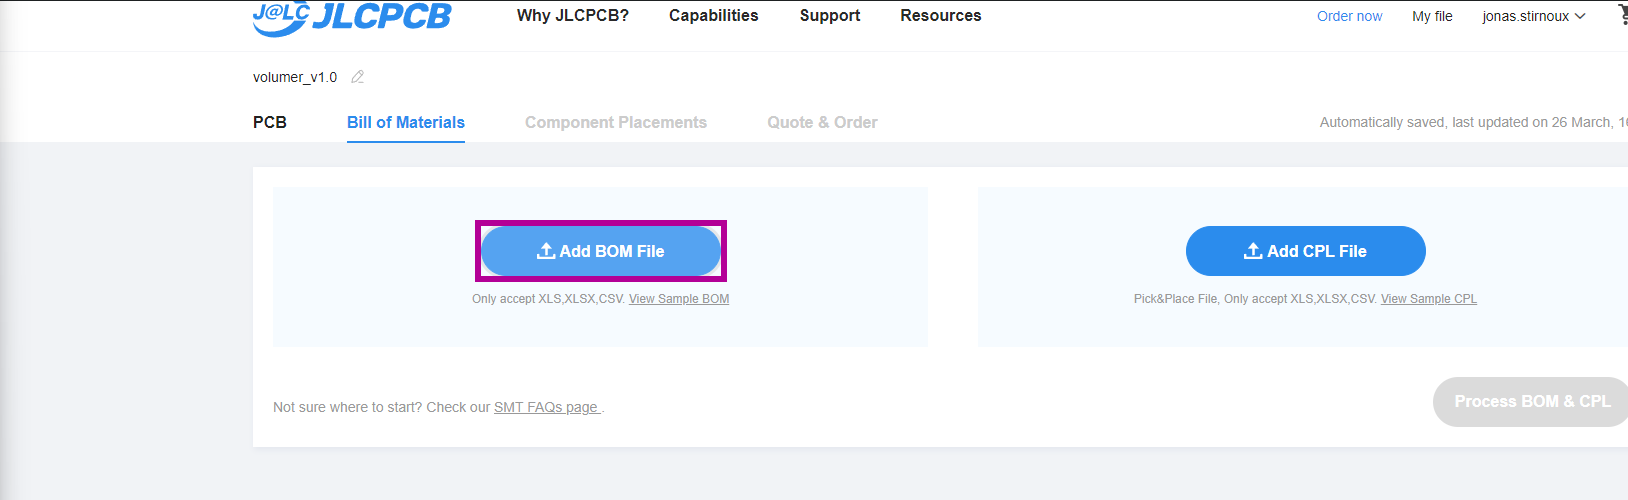 J@LC JLCPCB Why JLCPCB? Capabilities Support Resources Order now My file jonas.stirnoux
volumer_v1.0
PCB Bill of Materials Component Placements Quote & Order Automatically saved, last updated on 26 March,
Add BOM File Add CPL File
Only accept XLS,XLSX,CSV. View Sample BOM Pick&Place File, Only accept XLS,XLSX,CSV. View Sample CPL
Not sure where to start? Check our SMT FAQs page . Process BOM & CPL